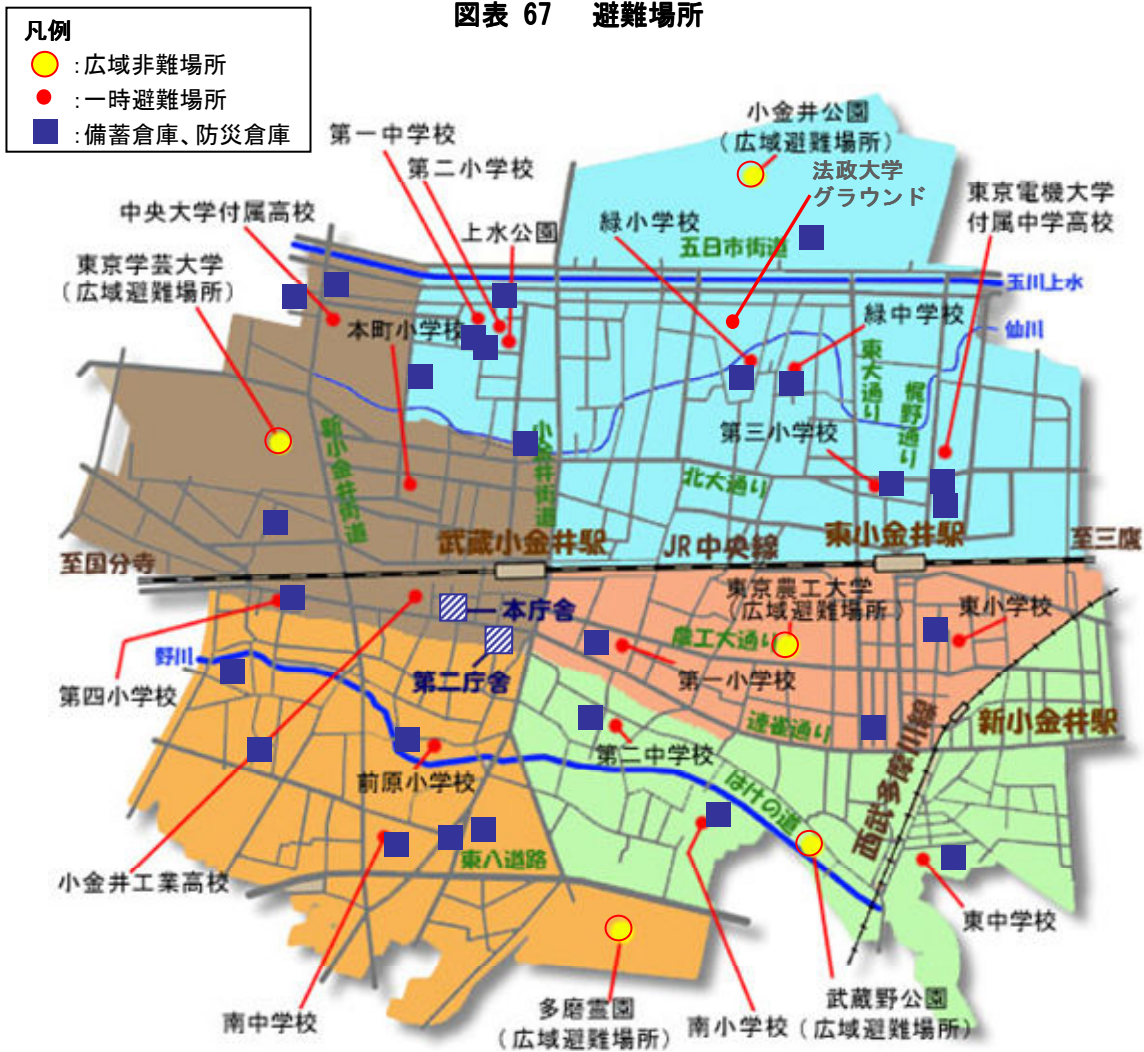 図表 67 避難場所
凡例
:広域非難場所
:一時避難場所
:備蓄倉庫、防災倉庫
小金井公園
(広域避難場所)
第一中学校
第二小学校
法政大学
グラウンド
東京電機大学
付属中学高校
中央大学付属高校
上水公園
緑小学校
五日市街道
東京学芸大学
(広域避難場所)
玉川上水
本町小学校
緑中学校
仙川
東大通り
梶野通り
新小金井街道
小金井街道
第三小学校
北大通り
武蔵小金井駅
JR中央線
東小金井駅
至三鷹
至国分寺
東京農工大学
(広域避難場所)
東小学校
本庁舎
農工大通り
野川
第四小学校
第二庁舎
第一小学校
連雀通り
新小金井駅
第二中学校
前原小学校
はけの道
西武多摩川線
東八道路
小金井工業高校
東中学校
南中学校
多磨霊園
(広域避難場所)
南小学校
武蔵野公園
(広域避難場所)